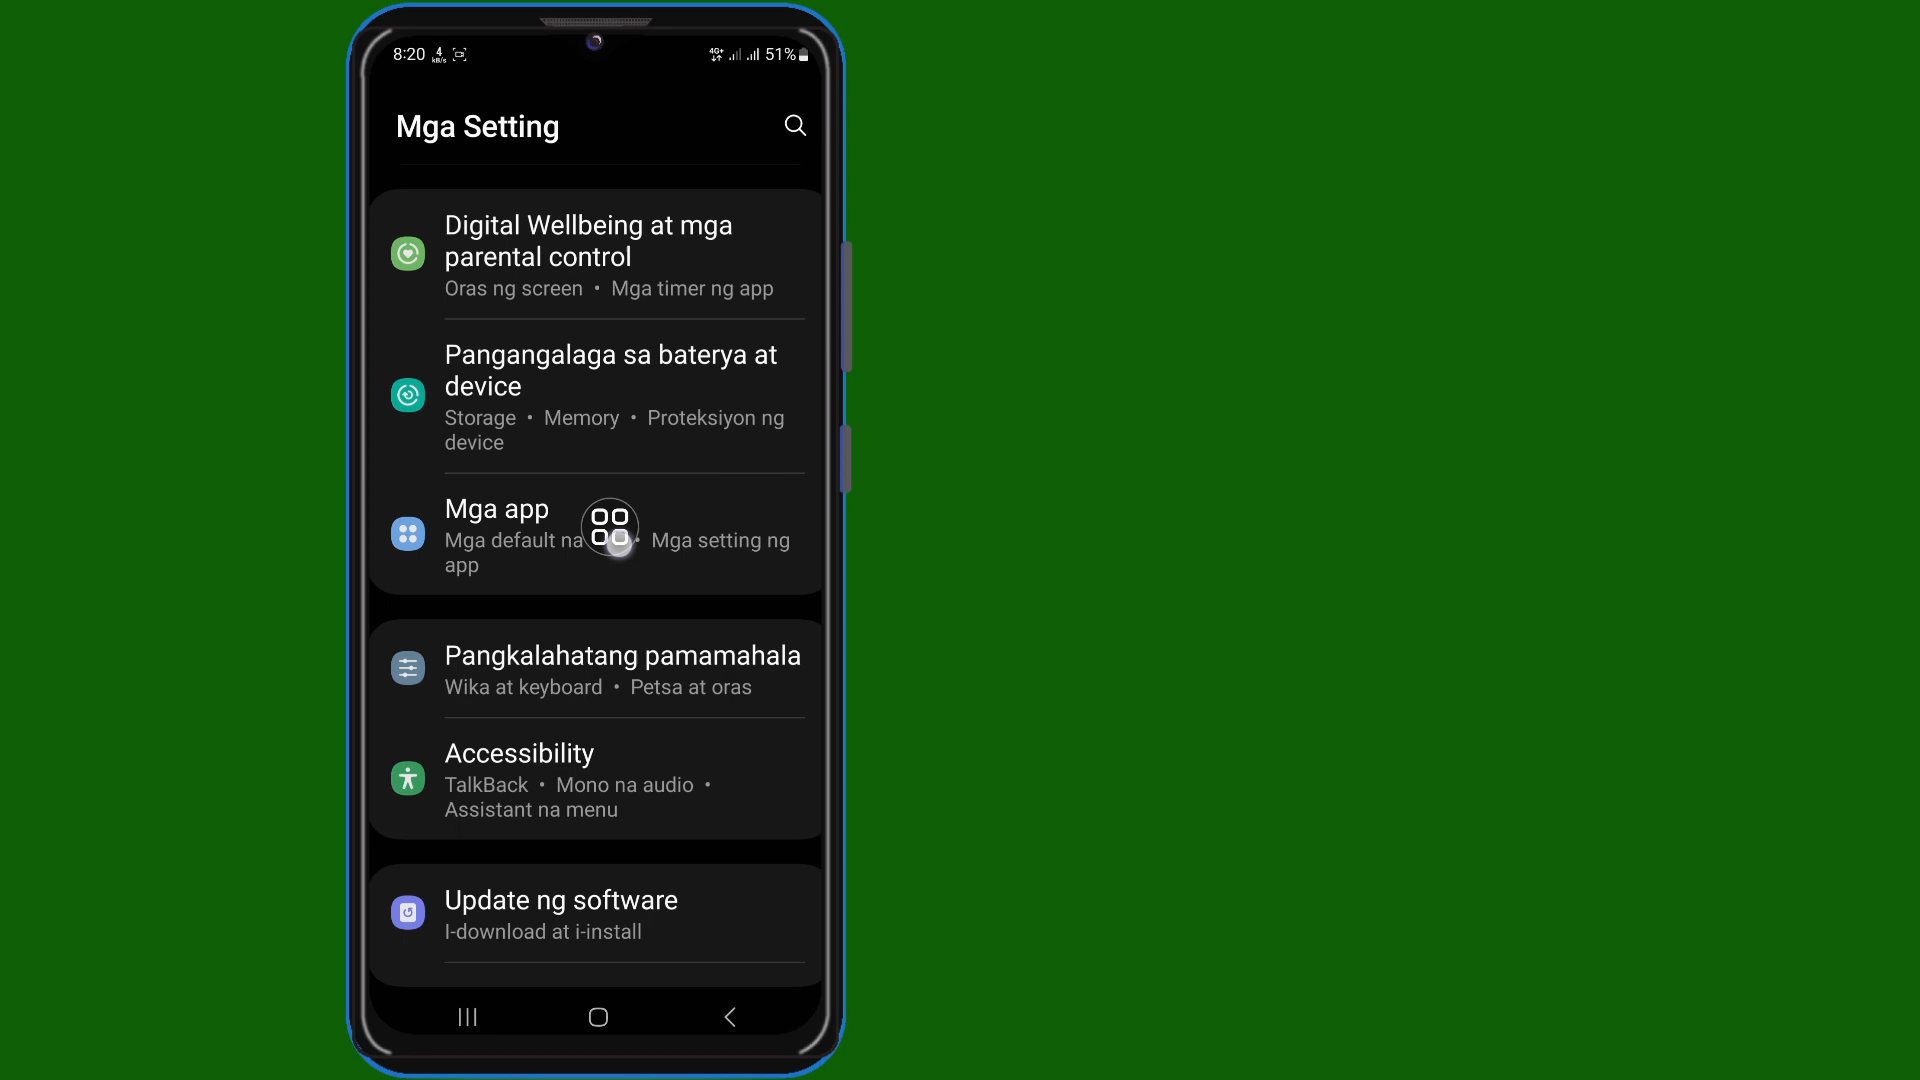 8:20 4 kB/s 4G+ 51%
Mga Setting
Digital Wellbeing at mga
parental control
Oras ng screen • Mga timer ng app
Pangangalaga sa baterya at
device
Storage • Memory • Proteksiyon ng
device
Mga app
Mga default na • Mga setting ng
app
Pangkalahatang pamamahala
Wika at keyboard • Petsa at oras
Accessibility
TalkBack • Mono na audio •
Assistant na menu
Update ng software
I-download at i-install